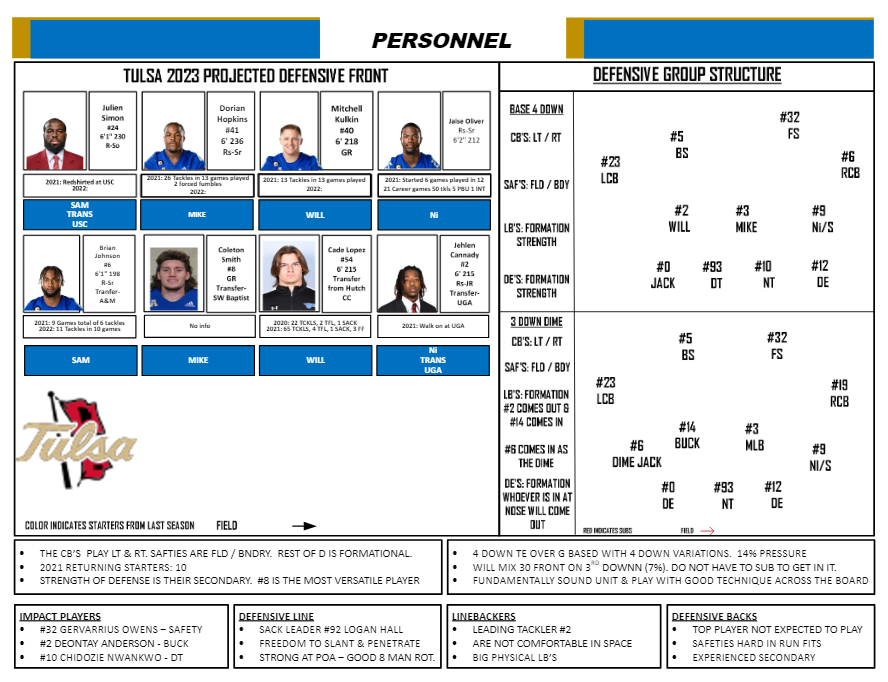 PERSONNEL
TULSA 2023 PROJECTED DEFENSIVE FRONT
Julien
Simon
#24
6'1" 230
R-So
Dorian
Hopkins
#41
6' 236
Rs-Sr
Mitchell
Kulkin
#40
6' 218
GR
Jaise Oliver
Rs-Sr
6'2" 212
2021: Redshirted at USC
2022:
2021: 26 Tackles in 13 games played
2 forced fumbles
2022:
2021: 13 Tackles in 13 games played
2022:
2021: Started 6 games played in 12
21 Career games 50 tkls 5 PBU 1 INT
SAM
TRANS
USC
MIKE
WILL
Ni
Brian
Johnson
#6
6'1" 198
R-Sr
Tranfer-
A&M
Coleton
Smith
#8
GR
Transfer-
SW Baptist
Cade Lopez
#54
6' 215
Transfer
from Hutch
CC
Jehlen
Cannady
#2
6' 215
Rs-JR
Transfer-
UGA
2021: 9 Games total of 6 tackles
2022: 11 Tackles in 10 games
No info
2020: 22 TCKLS, 2 TFL, 1 SACK
2021: 65 TCKLS, 4 TFL, 1 SACK, 3 FF
2021: Walk on at UGA
SAM
MIKE
WILL
Ni
TRANS
UGA
Tulsa
COLOR INDICATES STARTERS FROM LAST SEASON FIELD
DEFENSIVE GROUP STRUCTURE
BASE 4 DOWN
CB'S: LT / RT
SAF'S: FLD / BDY
LB'S: FORMATION
STRENGTH
DE'S: FORMATION
STRENGTH
#32
FS
#5
BS
#23
LCB
#6
RCB
#2
WILL
#3
MIKE
#9
Ni/S
#0
JACK
#93
DT
#10
NT
#12
DE
3 DOWN DIME
CB'S: LT / RT
SAF'S: FLD / BDY
LB'S: FORMATION
#2 COMES OUT &
#14 COMES IN
#6 COMES IN AS
THE DIME
DE'S: FORMATION
WHOEVER IS IN AT
NOSE WILL COME
OUT
#5
BS
#32
FS
#23
LCB
#19
RCB
#14
BUCK
#3
MLB
#6
DIME JACK
#9
NI/S
#0
DE
#93
NT
#12
DE
RED INDICATES SUBS FIELD
• THE CB'S PLAY LT & RT. SAFTIES ARE FLD / BNDRY. REST OF D IS FORMATIONAL.
• 2021 RETURNING STARTERS: 10
• STRENGTH OF DEFENSE IS THEIR SECONDARY. #8 IS THE MOST VERSATILE PLAYER
• 4 DOWN TE OVER G BASED WITH 4 DOWN VARIATIONS. 14% PRESSURE
• WILL MIX 30 FRONT ON 3RD DOWNN (7%). DO NOT HAVE TO SUB TO GET IN IT.
• FUNDAMENTALLY SOUND UNIT & PLAY WITH GOOD TECHNIQUE ACROSS THE BOARD
IMPACT PLAYERS
• #32 GERVARRIUS OWENS – SAFETY
• #2 DEONTAY ANDERSON - BUCK
• #10 CHIDOZIE NWANKWO - DT
DEFENSIVE LINE
• SACK LEADER #92 LOGAN HALL
• FREEDOM TO SLANT & PENETRATE
• STRONG AT POA – GOOD 8 MAN ROT.
LINEBACKERS
• LEADING TACKLER #2
• ARE NOT COMFORTABLE IN SPACE
• BIG PHYSICAL LB'S
DEFENSIVE BACKS
• TOP PLAYER NOT EXPECTED TO PLAY
• SAFETIES HARD IN RUN FITS
• EXPERIENCED SECONDARY